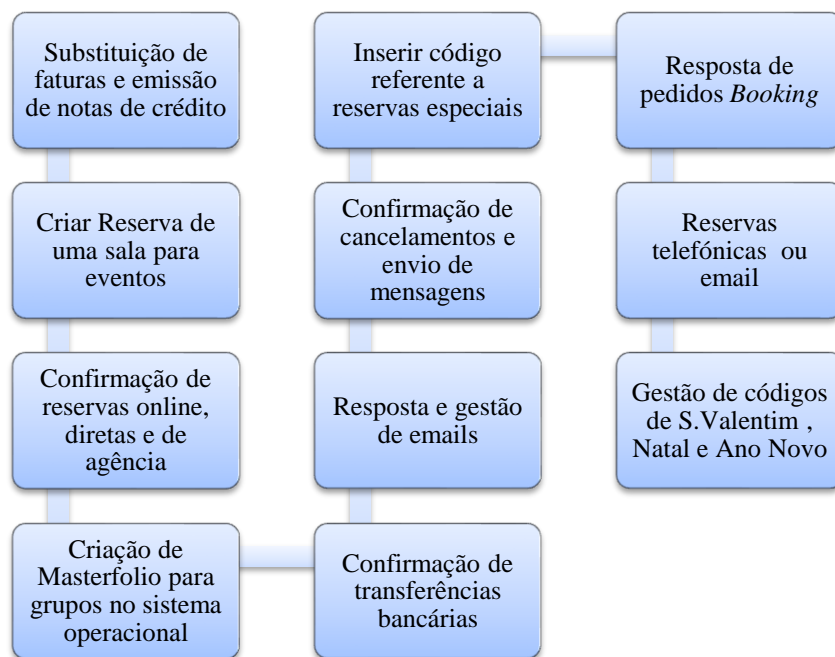 Substituição de
faturas e emissão
de notas de crédito
Criar Reserva de
uma sala para
eventos
Confirmação de
reservas online,
diretas e de
agência
Criação de
Masterfolio para
grupos no sistema
operacional
Confirmação de
transferências
bancárias
Resposta e gestão
de emails
Confirmação de
cancelamentos e
envio de
mensagens
Inserir código
referente a
reservas especiais
Resposta de
pedidos Booking
Reservas
telefónicas ou
email
Gestão de códigos
de S.Valentim ,
Natal e Ano Novo